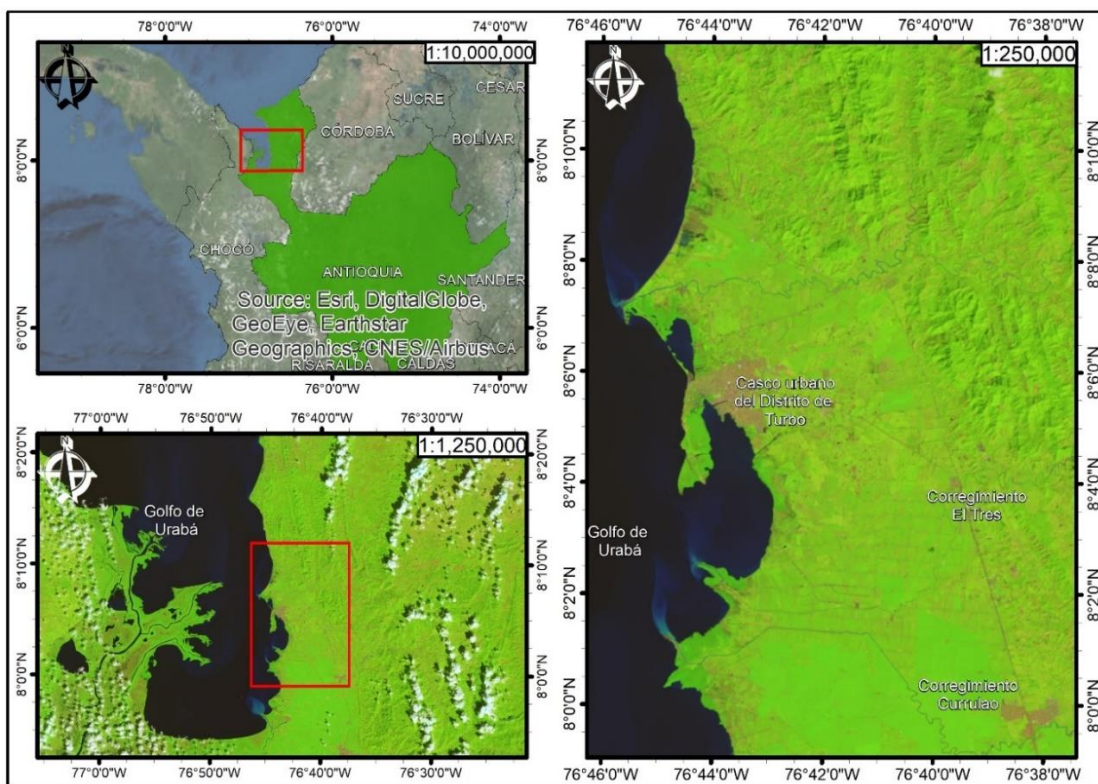 78°0'0"W 76°0'0"W 74°0'0"W
N
1:10,000,000
CESAR
SUCRE
CÓRDOBA
BOLÍVAR
8°0'0"N
8°0'0"N
CHOCÓ
ANTIOQUIA
SANTANDER
Source: Esri, DigitalGlobe,
GeoEye, Earthstar
Geographics, CNES/Airbus
RISARALDA
CALDAS
6°0'0"N
6°0'0"N
78°0'0"W 76°0'0"W 74°0'0"W
77°0'0"W 76°50'0"W 76°40'0"W 76°30'0"W
N
1:1,250,000
8°20'0"N
8°20'0"N
Golfo de
Urabá
8°10'0"N
8°10'0"N
8°0'0"N
8°0'0"N
77°0'0"W 76°50'0"W 76°40'0"W 76°30'0"W
76°46'0"W 76°44'0"W 76°42'0"W 76°40'0"W 76°38'0"W
N
1:250,000
8°10'0"N
8°10'0"N
8°8'0"N
8°8'0"N
8°6'0"N
8°6'0"N
Casco urbano
del Distrito de
Turbo
8°4'0"N
8°4'0"N
Corregimiento
El Tres
Golfo de
Urabá
8°2'0"N
8°2'0"N
Corregimiento
Currulao
8°0'0"N
8°0'0"N
76°46'0"W 76°44'0"W 76°42'0"W 76°40'0"W 76°38'0"W